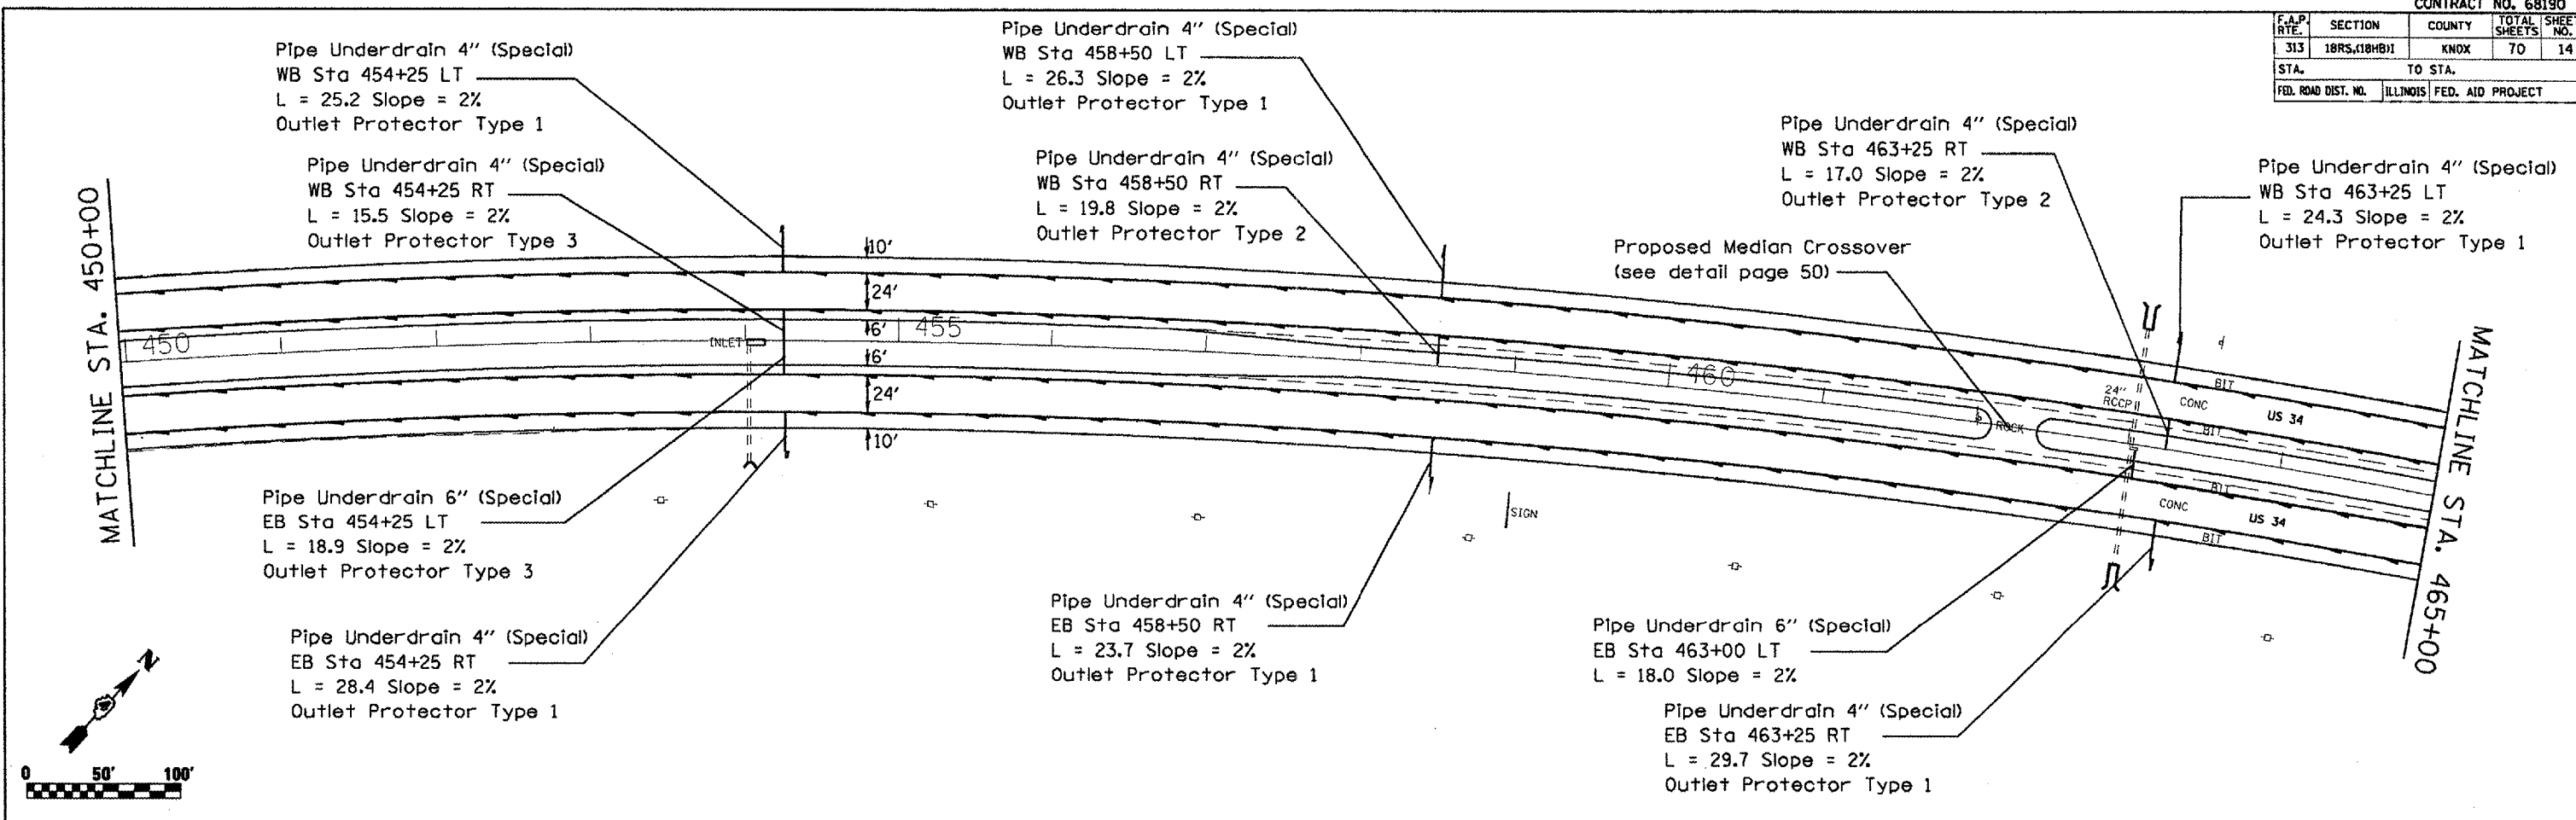 CONTRACT NO. 68190
F.A.P. RTE. SECTION COUNTY TOTAL SHEETS SHEET NO.
313 18RS,(18HB)I KNOX 70 14
STA. TO STA.
FED. ROAD DIST. NO. ILLINOIS FED. AID PROJECT
Pipe Underdrain 4" (Special)
WB Sta 454+25 LT
L = 25.2 Slope = 2%
Outlet Protector Type 1
Pipe Underdrain 4" (Special)
WB Sta 454+25 RT
L = 15.5 Slope = 2%
Outlet Protector Type 3
Pipe Underdrain 4" (Special)
WB Sta 458+50 LT
L = 26.3 Slope = 2%
Outlet Protector Type 1
Pipe Underdrain 4" (Special)
WB Sta 458+50 RT
L = 19.8 Slope = 2%
Outlet Protector Type 2
Pipe Underdrain 4" (Special)
WB Sta 463+25 RT
L = 17.0 Slope = 2%
Outlet Protector Type 2
Pipe Underdrain 4" (Special)
WB Sta 463+25 LT
L = 24.3 Slope = 2%
Outlet Protector Type 1
Proposed Median Crossover
(see detail page 50)
MATCHLINE STA. 450+00
10'
24'
6'
6'
24'
10'
450
INLET
455
460
ROCK
24"
RCCP
BIT
CONC
US 34
BIT
BIT
CONC
US 34
BIT
SIGN
MATCHLINE STA. 465+00
Pipe Underdrain 6" (Special)
EB Sta 454+25 LT
L = 18.9 Slope = 2%
Outlet Protector Type 3
Pipe Underdrain 4" (Special)
EB Sta 454+25 RT
L = 28.4 Slope = 2%
Outlet Protector Type 1
Pipe Underdrain 4" (Special)
EB Sta 458+50 RT
L = 23.7 Slope = 2%
Outlet Protector Type 1
Pipe Underdrain 6" (Special)
EB Sta 463+00 LT
L = 18.0 Slope = 2%
Pipe Underdrain 4" (Special)
EB Sta 463+25 RT
L = 29.7 Slope = 2%
Outlet Protector Type 1
N
0 50' 100'